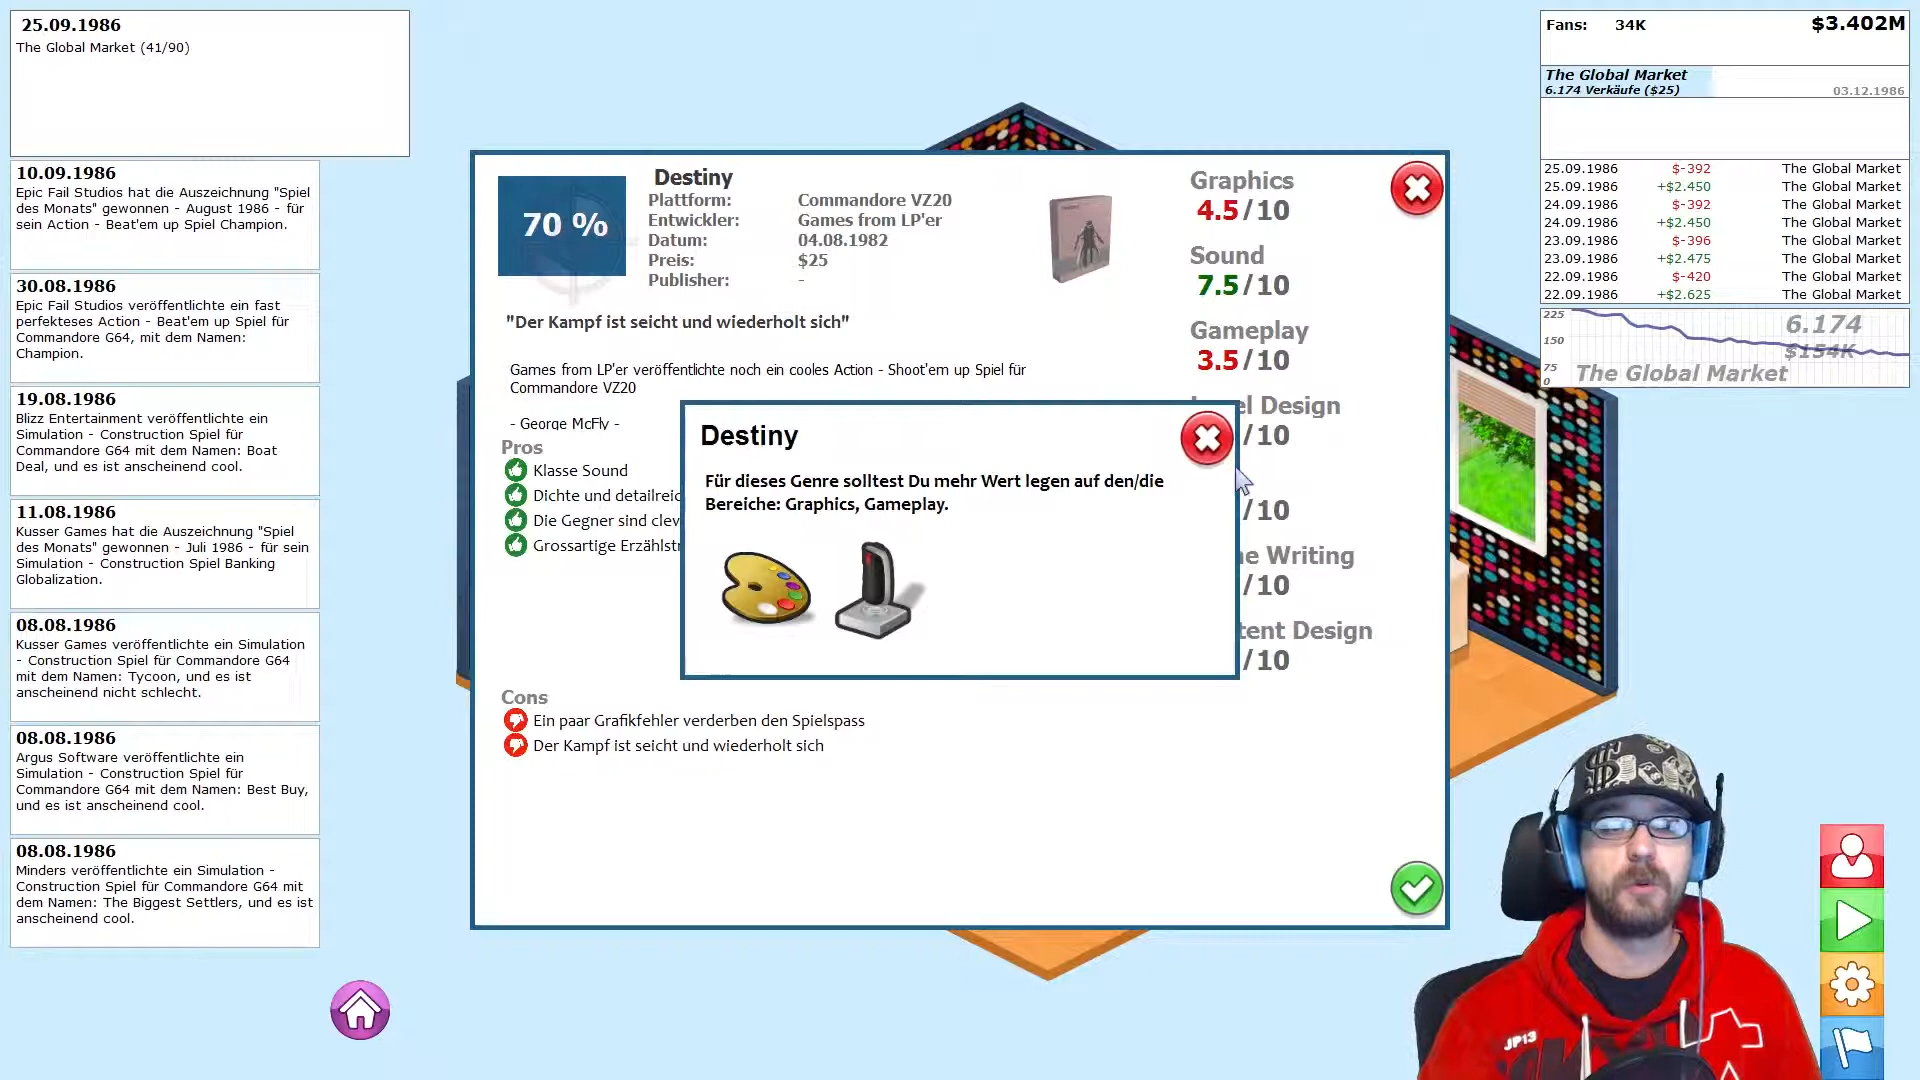 25.09.1986
The Global Market (41/90)
10.09.1986
Epic Fail Studios hat die Auszeichnung "Spiel
des Monats" gewonnen - August 1986 - für
sein Action - Beat'em up Spiel Champion.
30.08.1986
Epic Fail Studios veröffentlichte ein fast
perfekteses Action - Beat'em up Spiel für
Commandore G64, mit dem Namen:
Champion.
19.08.1986
Blizz Entertainment veröffentlichte ein
Simulation - Construction Spiel für
Commandore G64 mit dem Namen: Boat
Deal, und es ist anscheinend cool.
11.08.1986
Kusser Games hat die Auszeichnung "Spiel
des Monats" gewonnen - Juli 1986 - für sein
Simulation - Construction Spiel Banking
Globalization.
08.08.1986
Kusser Games veröffentlichte ein Simulation
- Construction Spiel für Commandore G64
mit dem Namen: Tycoon, und es ist
anscheinend nicht schlecht.
08.08.1986
Argus Software veröffentlichte ein
Simulation - Construction Spiel für
Commandore G64 mit dem Namen: Best Buy,
und es ist anscheinend cool.
08.08.1986
Minders veröffentlichte ein Simulation -
Construction Spiel für Commandore G64 mit
dem Namen: The Biggest Settlers, und es ist
anscheinend cool.
70 %
Destiny
Plattform: Commandore VZ20
Entwickler: Games from LP'er
Datum: 04.08.1982
Preis: $25
Publisher: -
"Der Kampf ist seicht und wiederholt sich"
Games from LP'er veröffentlichte noch ein cooles Action - Shoot'em up Spiel für
Commandore VZ20
- George McFly -
Pros
Klasse Sound
Dichte und detailreic
Die Gegner sind clev
Grossartige Erzählstr
Cons
Ein paar Grafikfehler verderben den Spielspass
Der Kampf ist seicht und wiederholt sich
Graphics
4.5/10
Sound
7.5/10
Gameplay
3.5/10
el Design
/10
/10
e Writing
/10
tent Design
/10
Destiny
Für dieses Genre solltest Du mehr Wert legen auf den/die
Bereiche: Graphics, Gameplay.
Fans: 34K $3.402M
The Global Market
6.174 Verkäufe ($25) 03.12.1986
25.09.1986 $-392 The Global Market
25.09.1986 +$2.450 The Global Market
24.09.1986 $-392 The Global Market
24.09.1986 +$2.450 The Global Market
23.09.1986 $-396 The Global Market
23.09.1986 +$2.475 The Global Market
22.09.1986 $-420 The Global Market
22.09.1986 +$2.625 The Global Market
225
150
75
0
6.174
$154K
The Global Market
JP13